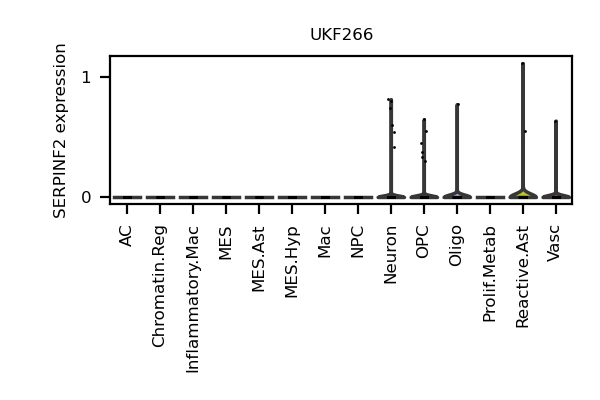 UKF266
SERPINF2 expression
1
0
AC
Chromatin.Reg
Inflammatory.Mac
MES
MES.Ast
MES.Hyp
Mac
NPC
Neuron
OPC
Oligo
Prolif.Metab
Reactive.Ast
Vasc